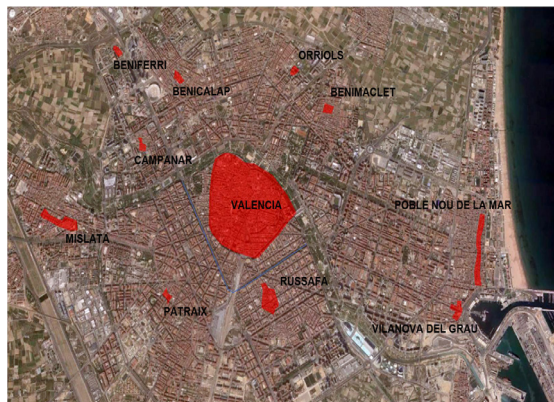 ORRIOLS
BENIFERRI
BENICALAP
BENIMACLET
CAMPANAR
VALENCIA
POBLE NOU DE LA MAR
MISLATA
RUSSAFA
PATRAIX
VILANOVA DEL GRAU